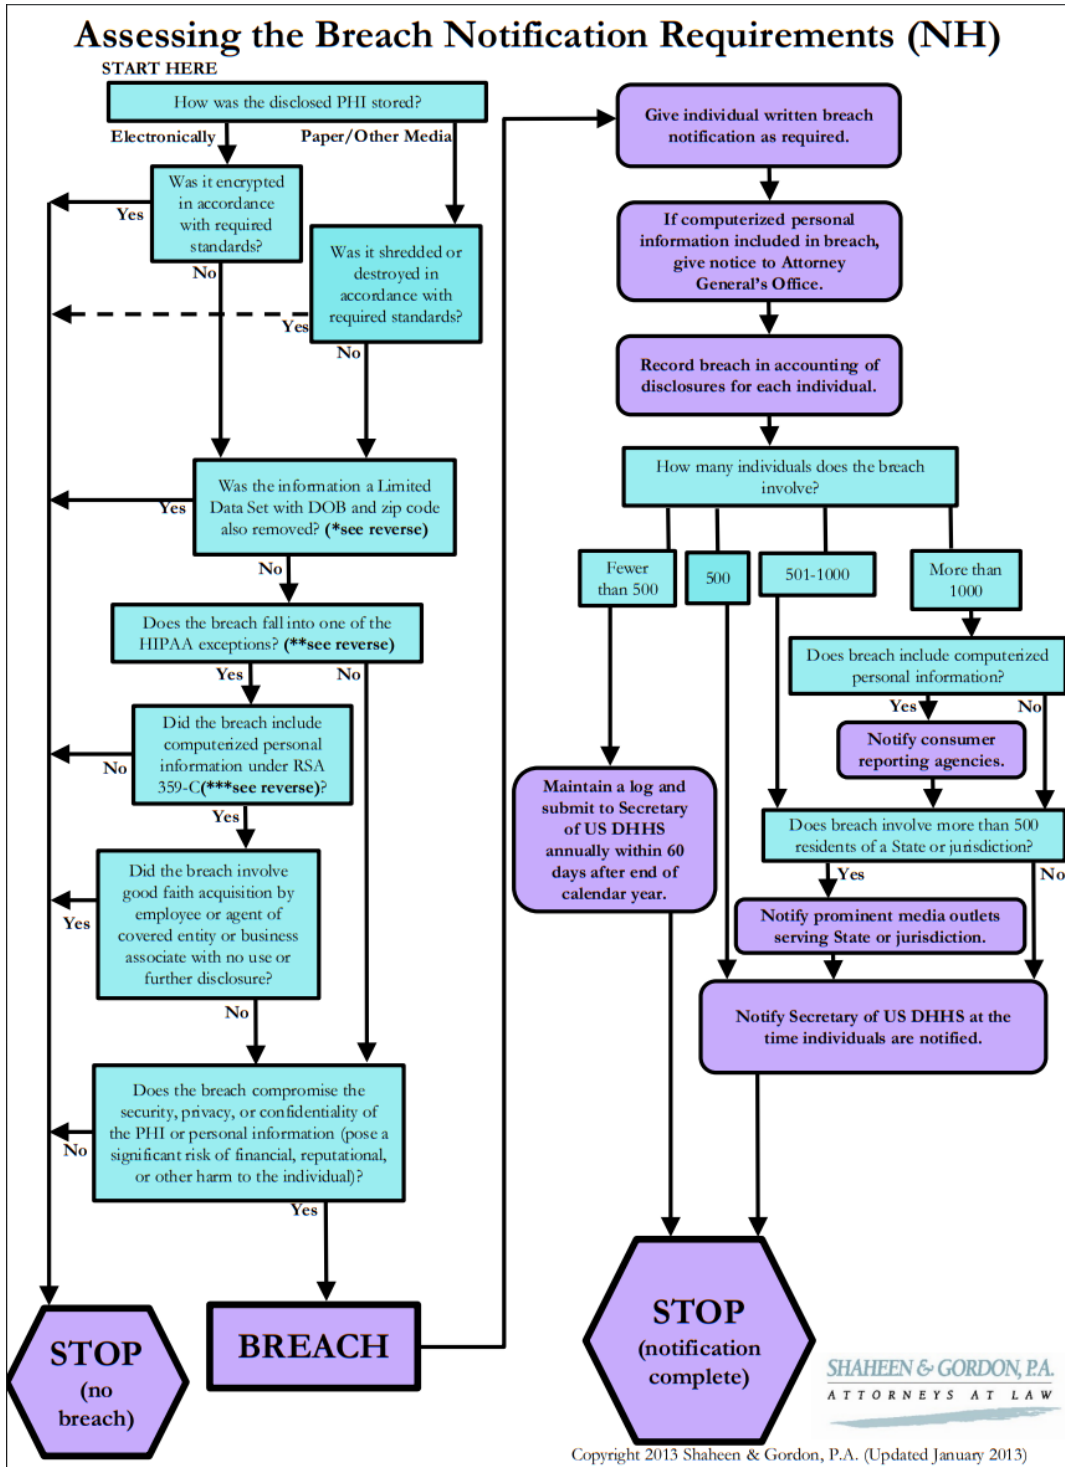 Assessing the Breach Notification Requirements (NH)
START HERE
How was the disclosed PHI stored?
Electronically
Paper/Other Media
Was it encrypted
in accordance
with required
standards?
Yes
No
Was it shredded or
destroyed in
accordance with
required standards?
Yes
No
Was the information a Limited
Data Set with DOB and zip code
also removed? (*see reverse)
Yes
No
Does the breach fall into one of the
HIPAA exceptions? (**see reverse)
Yes
No
Did the breach include
computerized personal
information under RSA
359-C(***see reverse)?
No
Yes
Did the breach involve
good faith acquisition by
employee or agent of
covered entity or business
associate with no use or
further disclosure?
Yes
No
Does the breach compromise the
security, privacy, or confidentiality of
the PHI or personal information (pose a
significant risk of financial, reputational,
or other harm to the individual)?
No
Yes
STOP
(no
breach)
BREACH
Give individual written breach
notification as required.
If computerized personal
information included in breach,
give notice to Attorney
General's Office.
Record breach in accounting of
disclosures for each individual.
How many individuals does the breach
involve?
Fewer
than 500
500
501-1000
More than
1000
Does breach include computerized
personal information?
Yes
No
Notify consumer
reporting agencies.
Maintain a log and
submit to Secretary
of US DHHS
annually within 60
days after end of
calendar year.
Does breach involve more than 500
residents of a State or jurisdiction?
Yes
No
Notify prominent media outlets
serving State or jurisdiction.
Notify Secretary of US DHHS at the
time individuals are notified.
STOP
(notification
complete)
SHAHEEN & GORDON, P.A.
ATTORNEYS AT LAW
Copyright 2013 Shaheen & Gordon, P.A. (Updated January 2013)